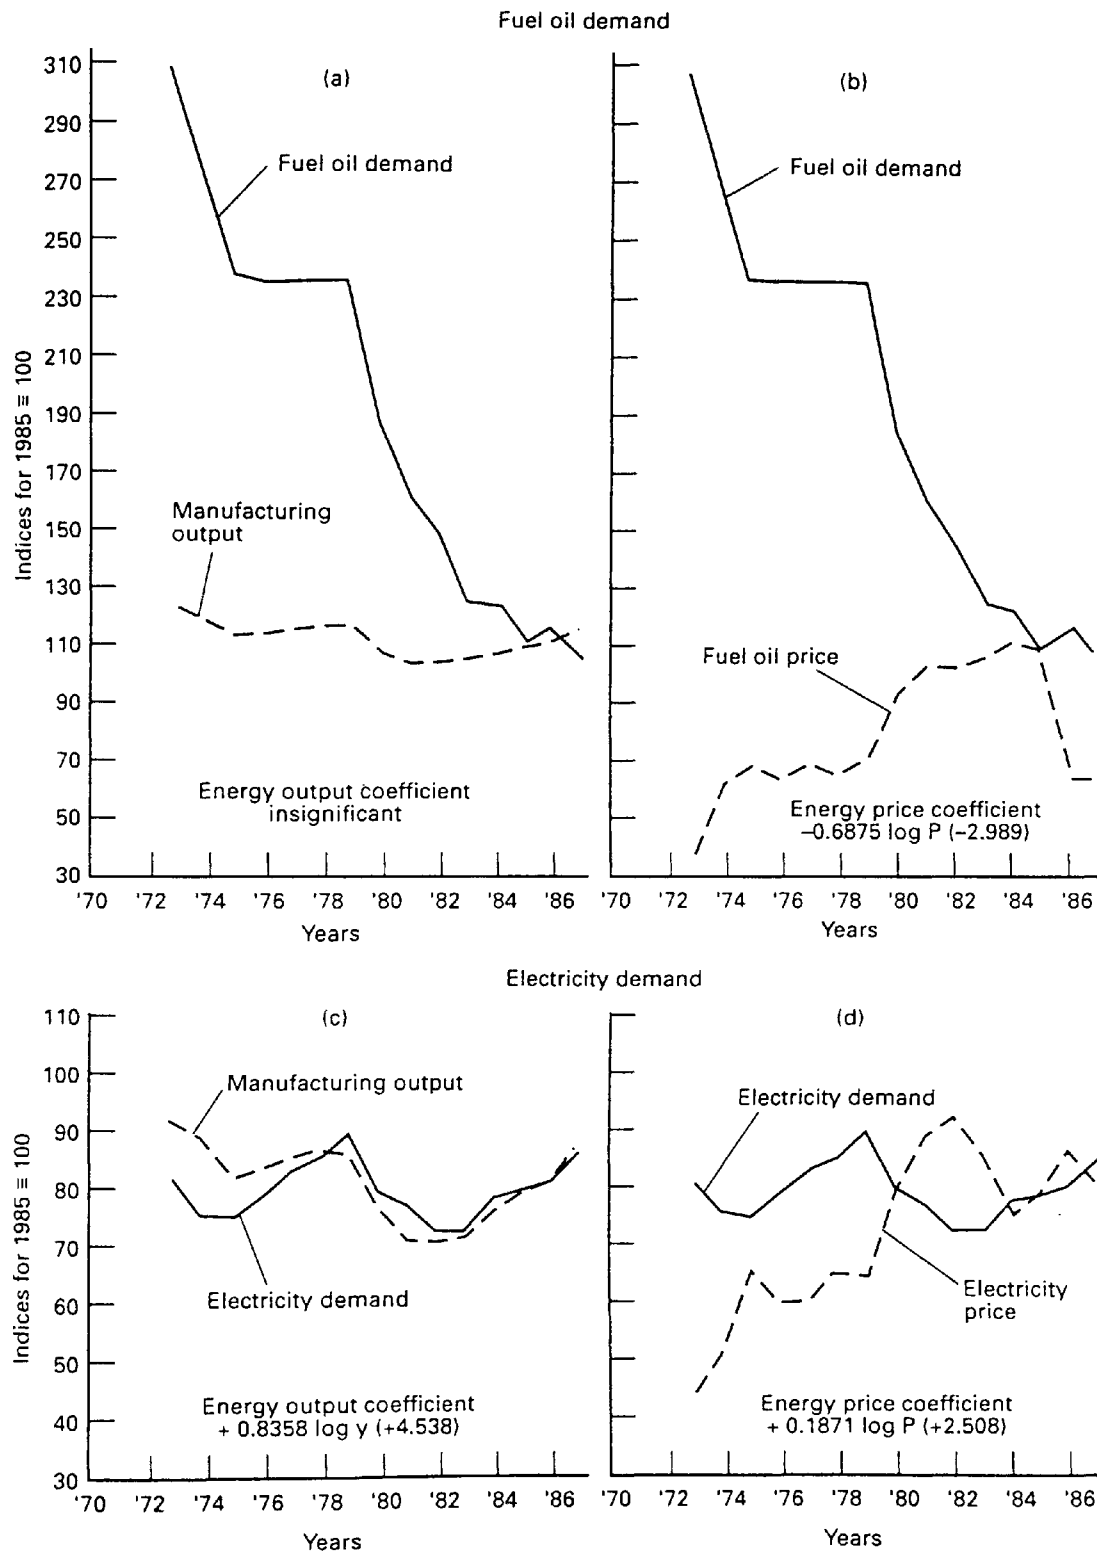 Fuel oil demand
(a)
310
290
270
250
230
210
190
170
150
130
110
90
70
50
30
Indices for 1985 ≡ 100
Fuel oil demand
Manufacturing
output
Energy output coefficient
insignificant
'70 '72 '74 '76 '78 '80 '82 '84 '86
Years
(b)
Fuel oil demand
Fuel oil price
Energy price coefficient
–0.6875 log P (–2.989)
'70 '72 '74 '76 '78 '80 '82 '84 '86
Years
Electricity demand
(c)
110
100
90
80
70
60
50
40
30
Indices for 1985 ≡ 100
Manufacturing output
Electricity demand
Energy output coefficient
+ 0.8358 log y (+4.538)
'70 '72 '74 '76 '78 '80 '82 '84 '86
Years
(d)
Electricity demand
Electricity
price
Energy price coefficient
+ 0.1871 log P (+2.508)
'70 '72 '74 '76 '78 '80 '82 '84 '86
Years